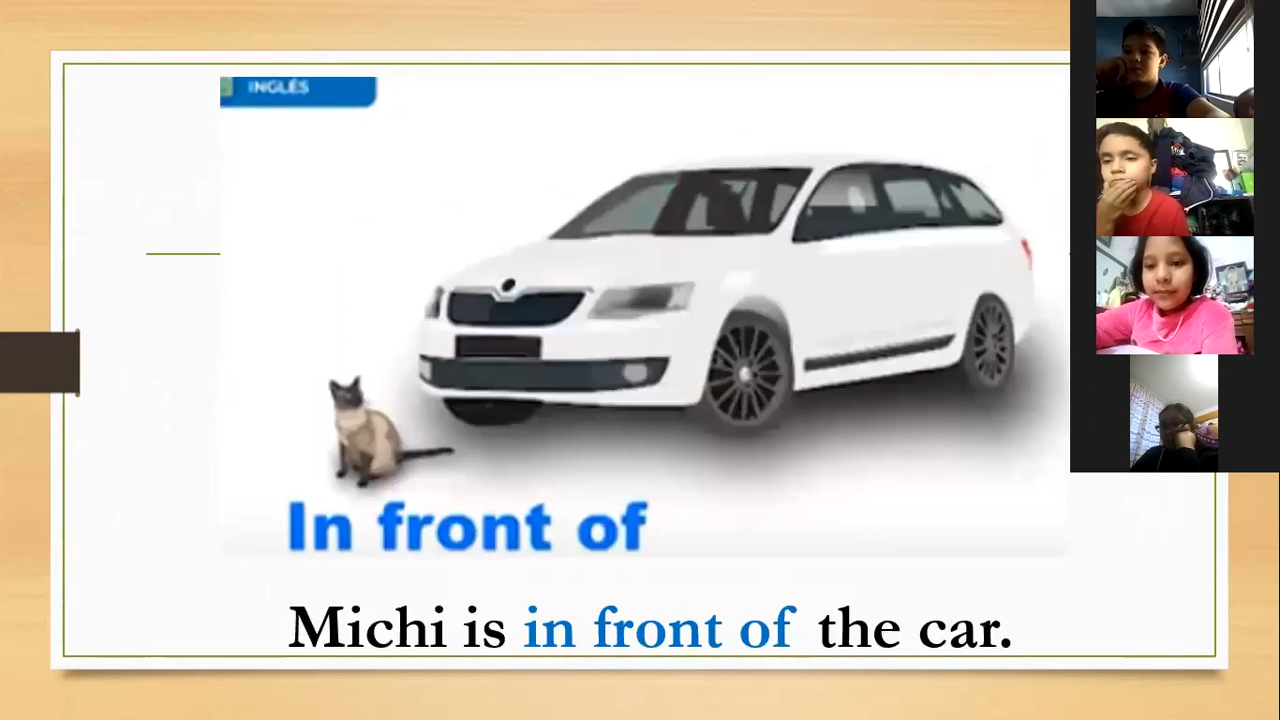 INGLÉS
In front of
Michi is in front of the car.